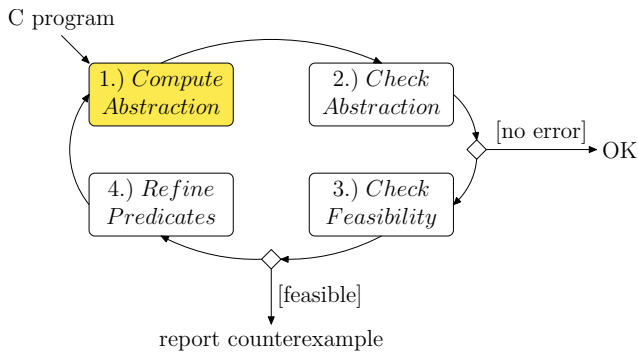 C program
1.) Compute
Abstraction
2.) Check
Abstraction
[no error]
OK
4.) Refine
Predicates
3.) Check
Feasibility
[feasible]
report counterexample